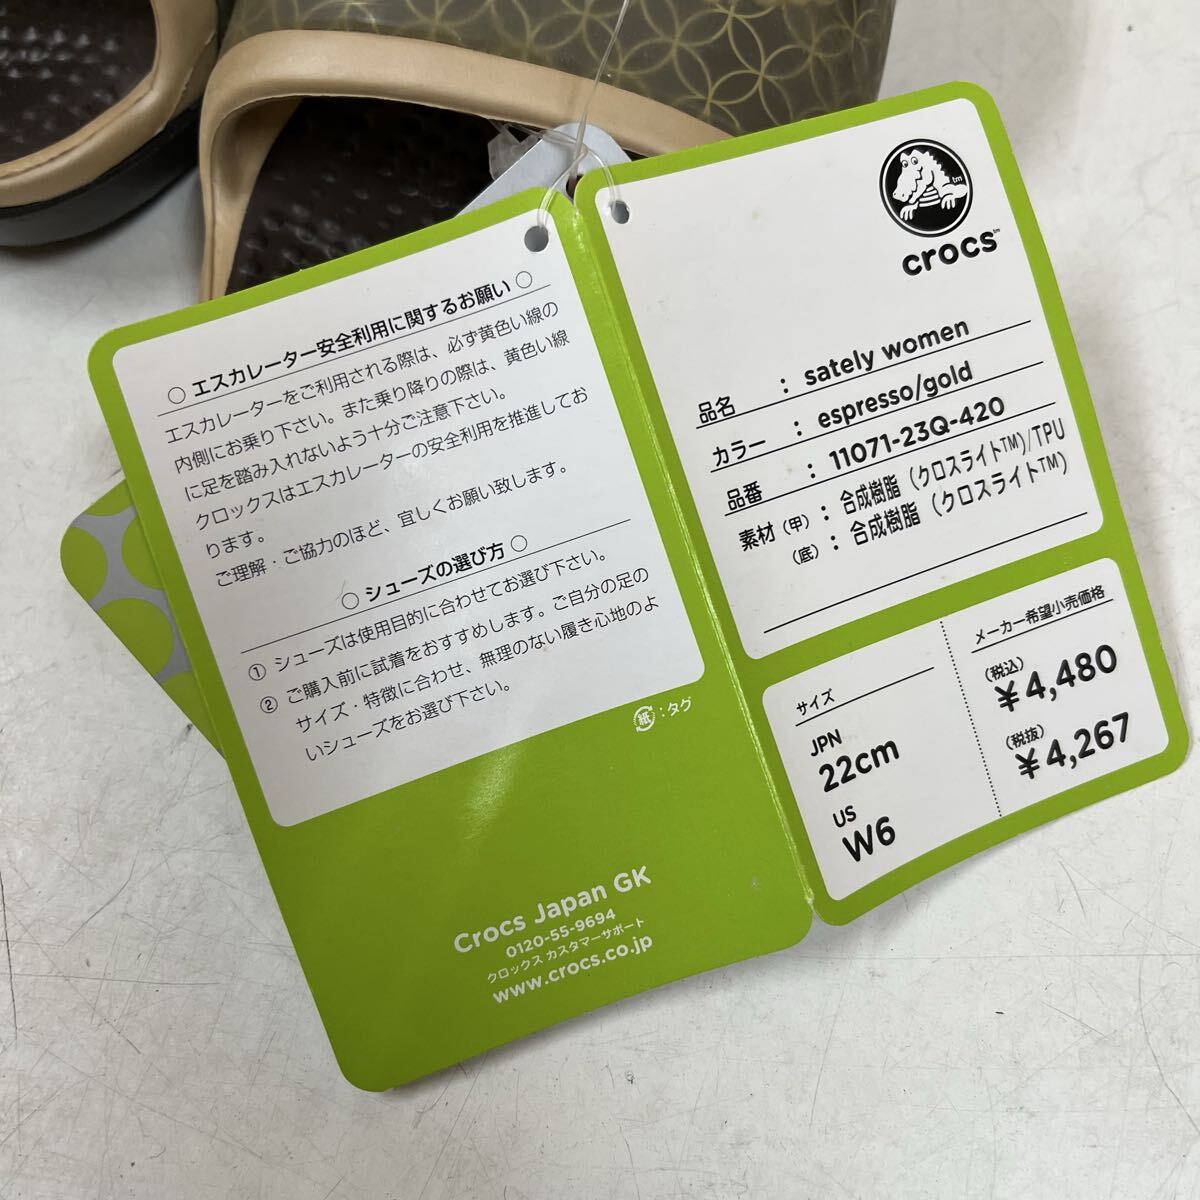 ○ エスカレーター安全利用に関するお願い ○
エスカレーターをご利用される際は、必ず黄色い線の
内側にお乗り下さい。また乗り降りの際は、黄色い線
に足を踏み入れないよう十分ご注意下さい。
クロックスはエスカレーターの安全利用を推進してお
ります。
ご理解・ご協力のほど、宜しくお願い致します。
○ シューズの選び方 ○
① シューズは使用目的に合わせてお選び下さい。
② ご購入前に試着をおすすめします。ご自分の足の
サイズ・特徴に合わせ、無理のない履き心地のよ
いシューズをお選び下さい。
紙：タグ
Crocs Japan GK
0120-55-9694
クロックス カスタマーサポート
www.crocs.co.jp
tm
crocs™
品名 : sately women
カラー : espresso/gold
品番 : 11071-23Q-420
素材（甲）: 合成樹脂（クロスライトTM）/TPU
（底）: 合成樹脂（クロスライトTM）
サイズ
JPN
22cm
US
W6
メーカー希望小売価格
（税込）
￥4,480
（税抜）
￥4,267